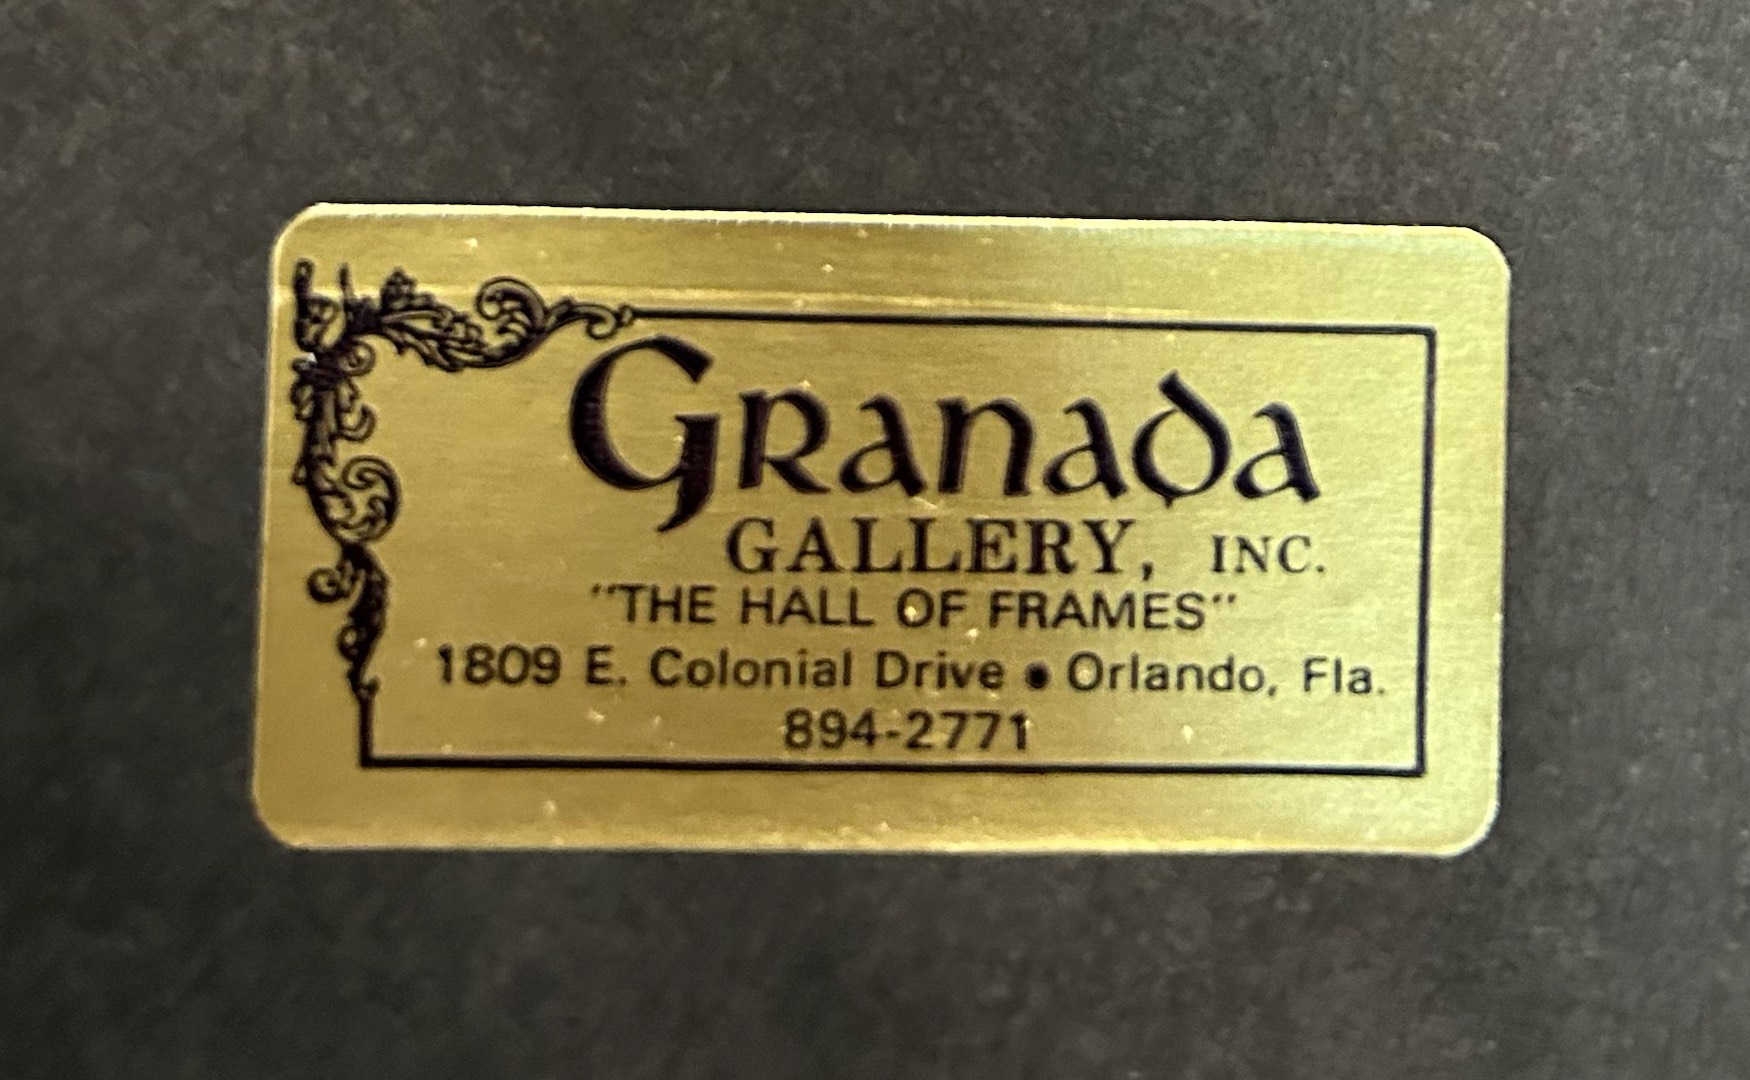 Granada
GALLERY, INC.
"THE HALL OF FRAMES"
1809 E. Colonial Drive • Orlando, Fla.
894-2771